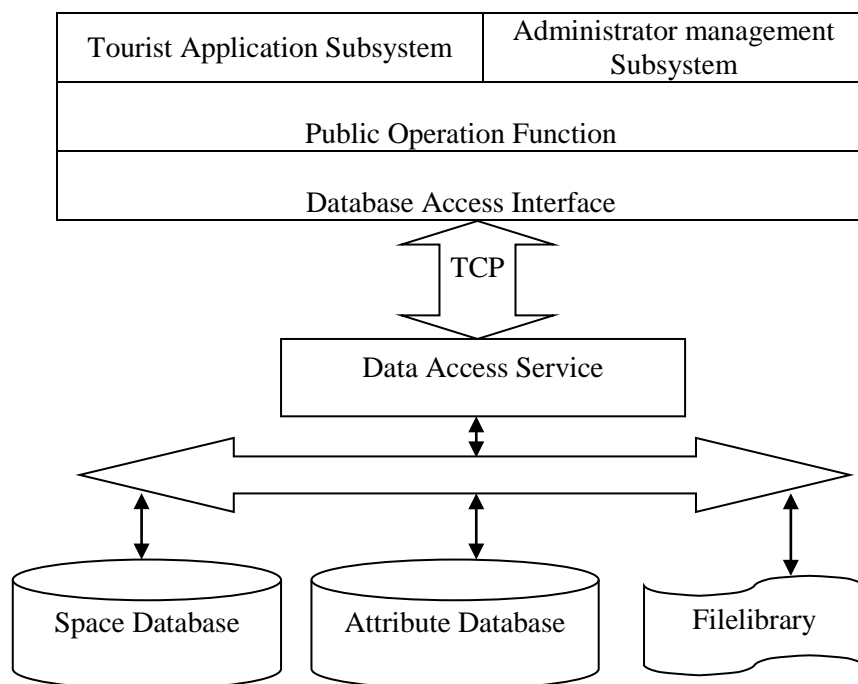 Tourist Application Subsystem
Administrator management
Subsystem
Public Operation Function
Database Access Interface
TCP
Data Access Service
Space Database
Attribute Database
Filelibrary